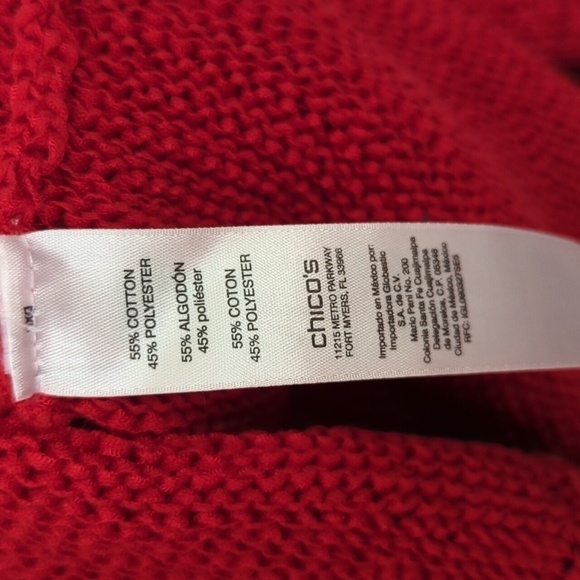 55% COTTON
45% POLYESTER
55% ALGODÓN
45% poliéster
55% COTON
45% POLYESTER
chico's
11215 METRO PARKWAY
FORT MYERS, FL 33966
Importado en México por:
Importadora Globastic
S.A. de C.V.
Mario Pani No. 200
Colonia Santa Fe Cuajimalpa
Delegación Cuajimalpa
de Morelos, C.P. 05348
Ciudad de México, México
RFC: